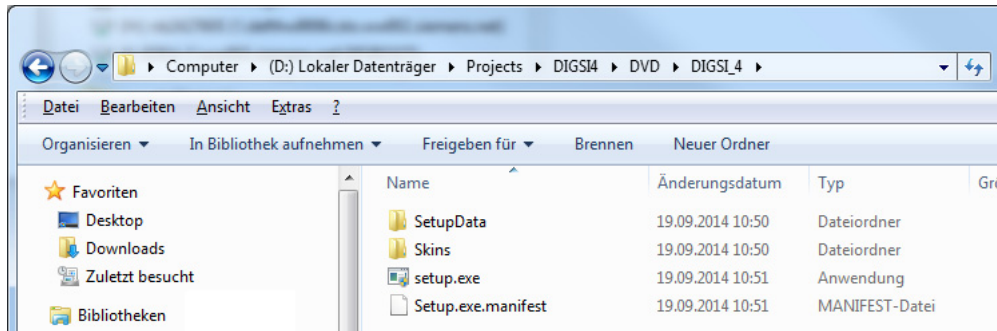 Computer ▸ (D:) Lokaler Datenträger ▸ Projects ▸ DIGSI4 ▸ DVD ▸ DIGSI_4 ▸
Datei Bearbeiten Ansicht Extras ?
Organisieren In Bibliothek aufnehmen Freigeben für Brennen Neuer Ordner
Name Änderungsdatum Typ Grö
Favoriten
Desktop
Downloads
Zuletzt besucht
Bibliotheken
SetupData 19.09.2014 10:50 Dateiordner
Skins 19.09.2014 10:50 Dateiordner
setup.exe 19.09.2014 10:51 Anwendung
Setup.exe.manifest 19.09.2014 10:51 MANIFEST-Datei